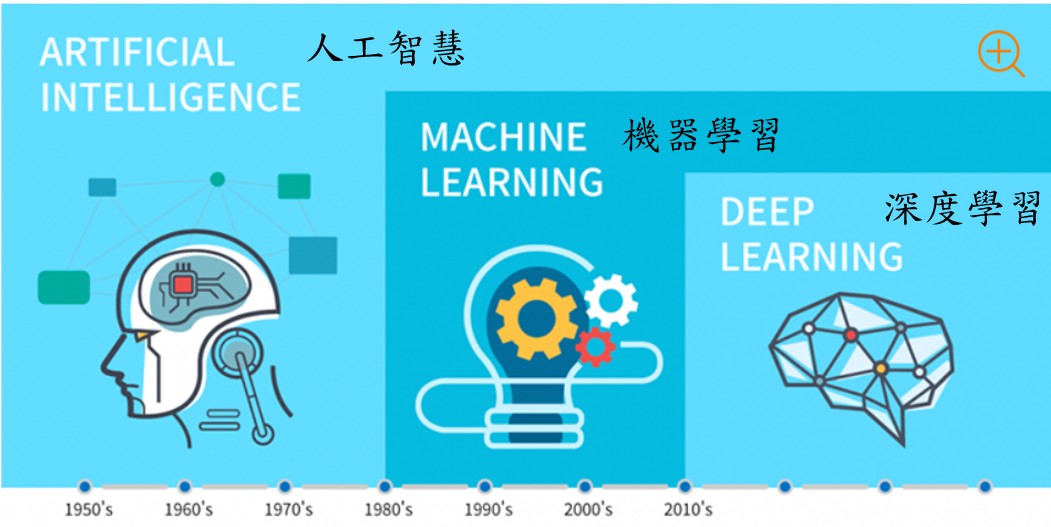 ARTIFICIAL
INTELLIGENCE
人工智慧
MACHINE
LEARNING
機器學習
DEEP
LEARNING
深度學習
1950's 1960's 1970's 1980's 1990's 2000's 2010's